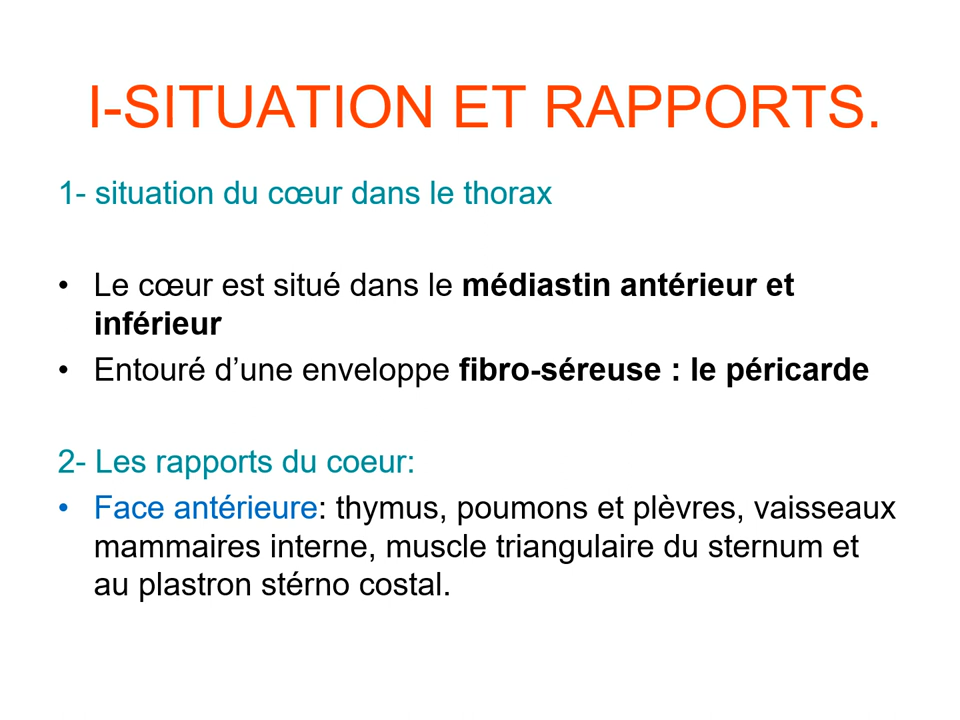 I-SITUATION ET RAPPORTS.
1- situation du cœur dans le thorax
• Le cœur est situé dans le médiastin antérieur et
inférieur
• Entouré d’une enveloppe fibro-séreuse : le péricarde
2- Les rapports du coeur:
• Face antérieure: thymus, poumons et plèvres, vaisseaux
mammaires interne, muscle triangulaire du sternum et
au plastron stérno costal.